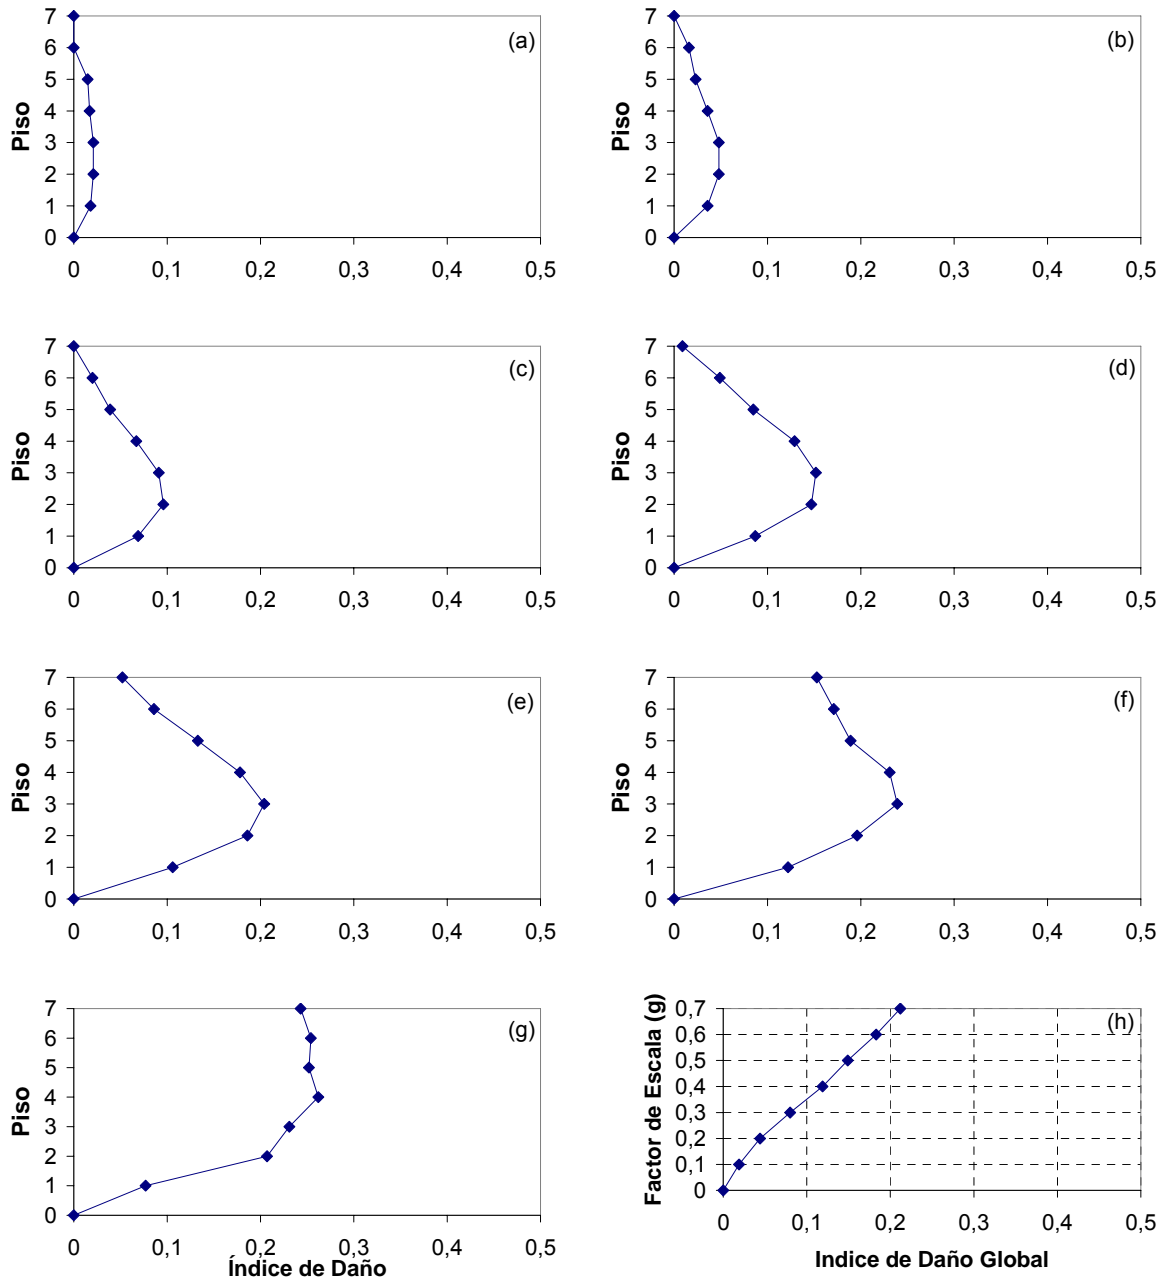 (a)
Piso
7
6
5
4
3
2
1
0
0 0,1 0,2 0,3 0,4 0,5
(b)
Piso
7
6
5
4
3
2
1
0
0 0,1 0,2 0,3 0,4 0,5
(c)
Piso
7
6
5
4
3
2
1
0
0 0,1 0,2 0,3 0,4 0,5
(d)
Piso
7
6
5
4
3
2
1
0
0 0,1 0,2 0,3 0,4 0,5
(e)
Piso
7
6
5
4
3
2
1
0
0 0,1 0,2 0,3 0,4 0,5
(f)
Piso
7
6
5
4
3
2
1
0
0 0,1 0,2 0,3 0,4 0,5
(g)
Piso
7
6
5
4
3
2
1
0
0 0,1 0,2 0,3 0,4 0,5
Índice de Daño
(h)
Factor de Escala (g)
0,7
0,6
0,5
0,4
0,3
0,2
0,1
0
0 0,1 0,2 0,3 0,4 0,5
Indice de Daño Global